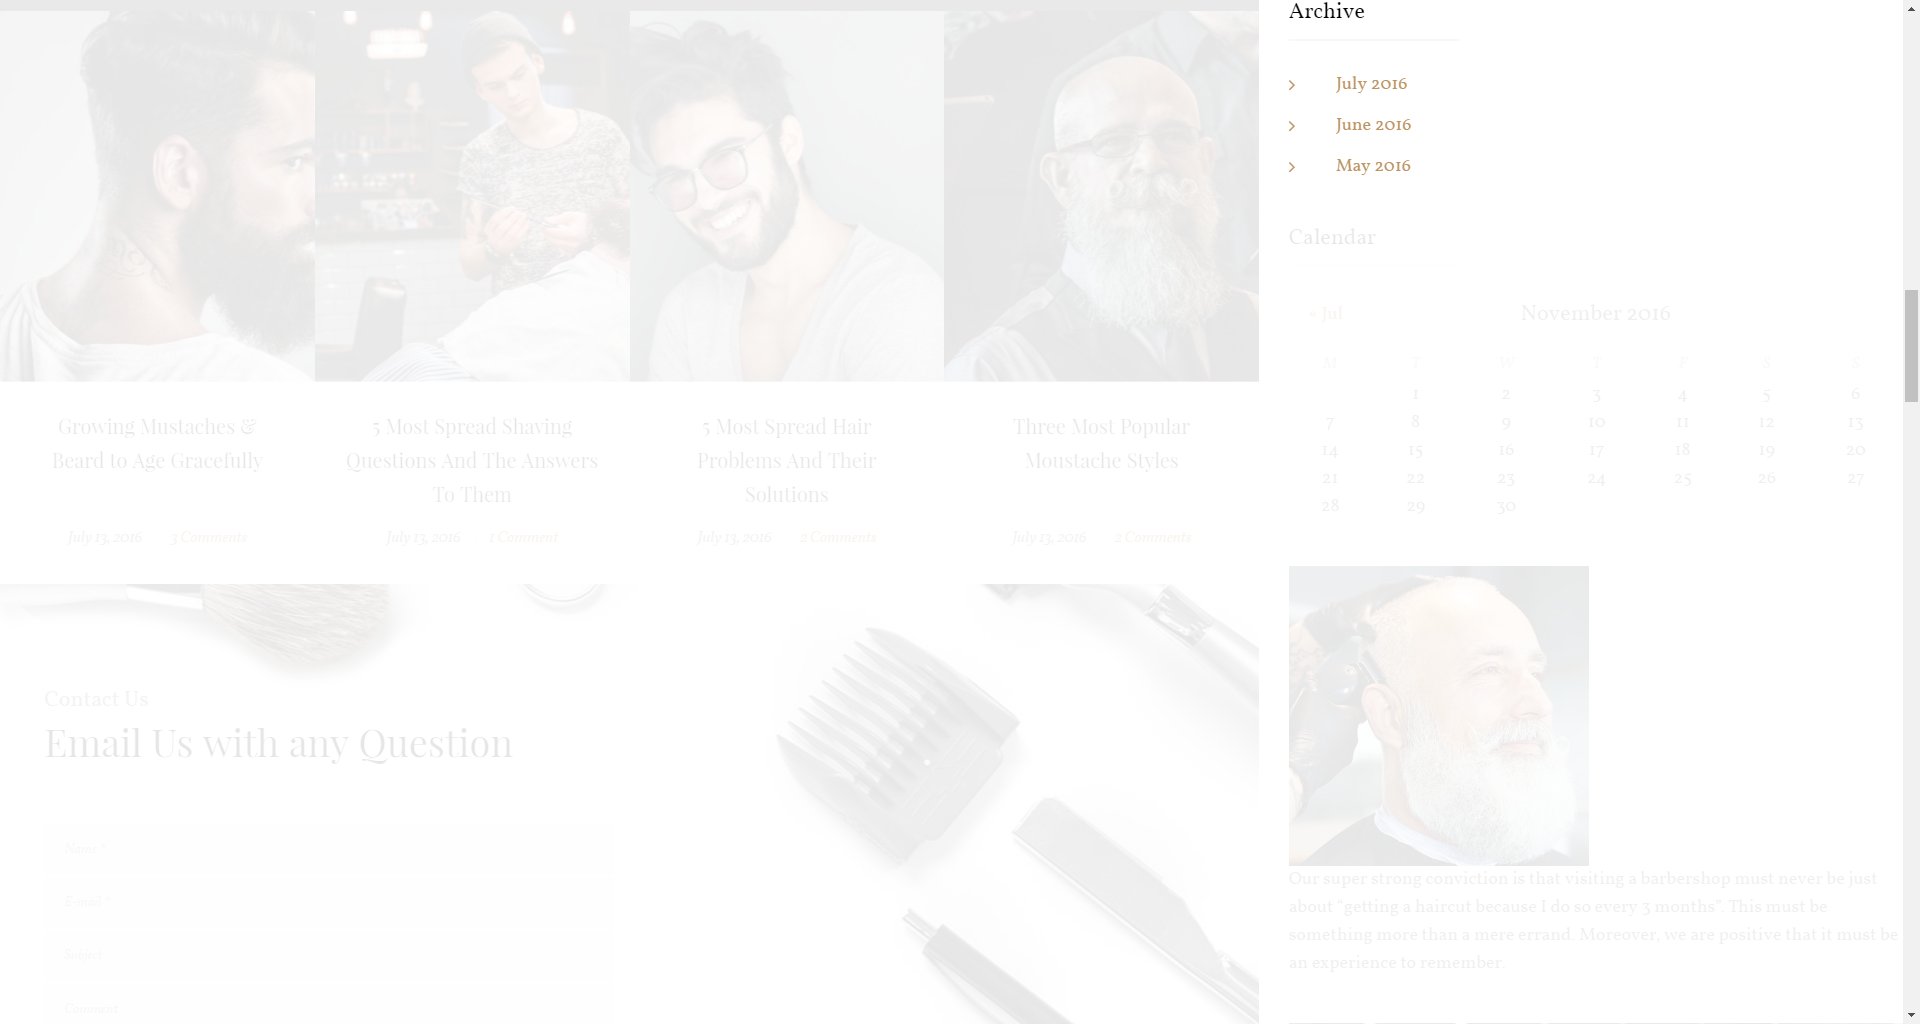 Growing Mustaches &
Beard to Age Gracefully
July 13, 2016 3 Comments
5 Most Spread Shaving
Questions And The Answers
To Them
July 13, 2016 1 Comment
5 Most Spread Hair
Problems And Their
Solutions
July 13, 2016 2 Comments
Three Most Popular
Moustache Styles
July 13, 2016 2 Comments
Contact Us
Email Us with any Question
Name *
E-mail *
Subject
Comment
Archive
July 2016
June 2016
May 2016
Calendar
« Jul November 2016
M T W T F S S
1 2 3 4 5 6
7 8 9 10 11 12 13
14 15 16 17 18 19 20
21 22 23 24 25 26 27
28 29 30
Our super strong conviction is that visiting a barbershop must never be just
about “getting a haircut because I do so every 3 months”. This must be
something more than a mere errand. Moreover, we are positive that it must be
an experience to remember.